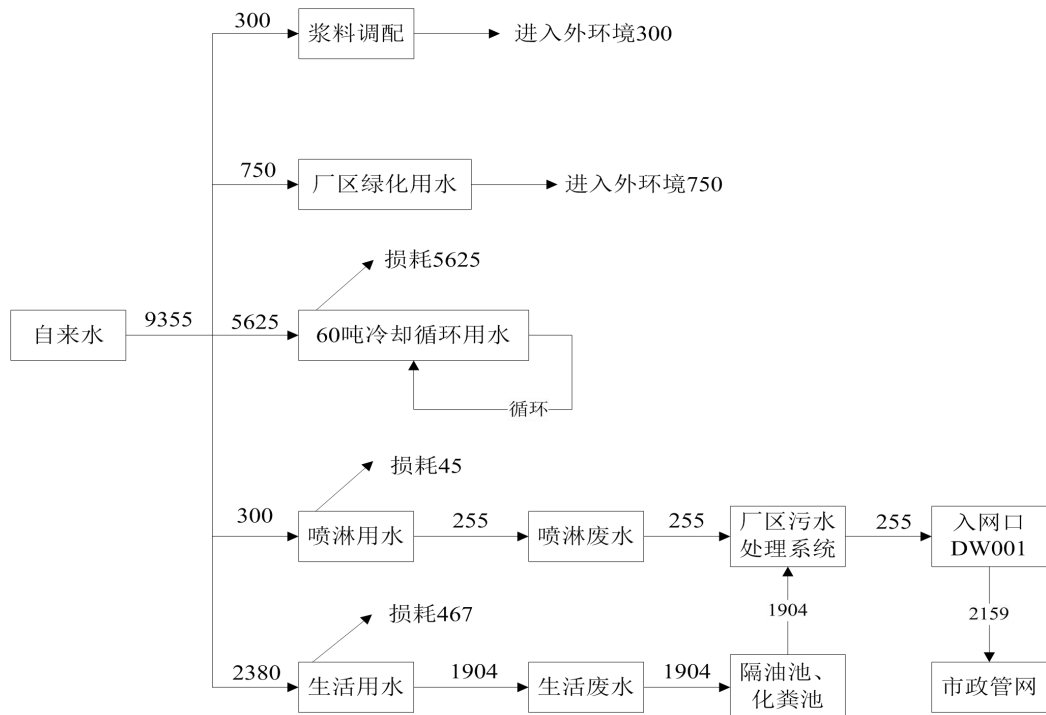 300
浆料调配
进入外环境300
750
厂区绿化用水
进入外环境750
损耗5625
自来水
9355
5625
60吨冷却循环用水
循环
损耗45
300
喷淋用水
255
喷淋废水
255
厂区污水
处理系统
255
入网口
DW001
1904
2159
损耗467
2380
生活用水
1904
生活废水
1904
隔油池、
化粪池
市政管网